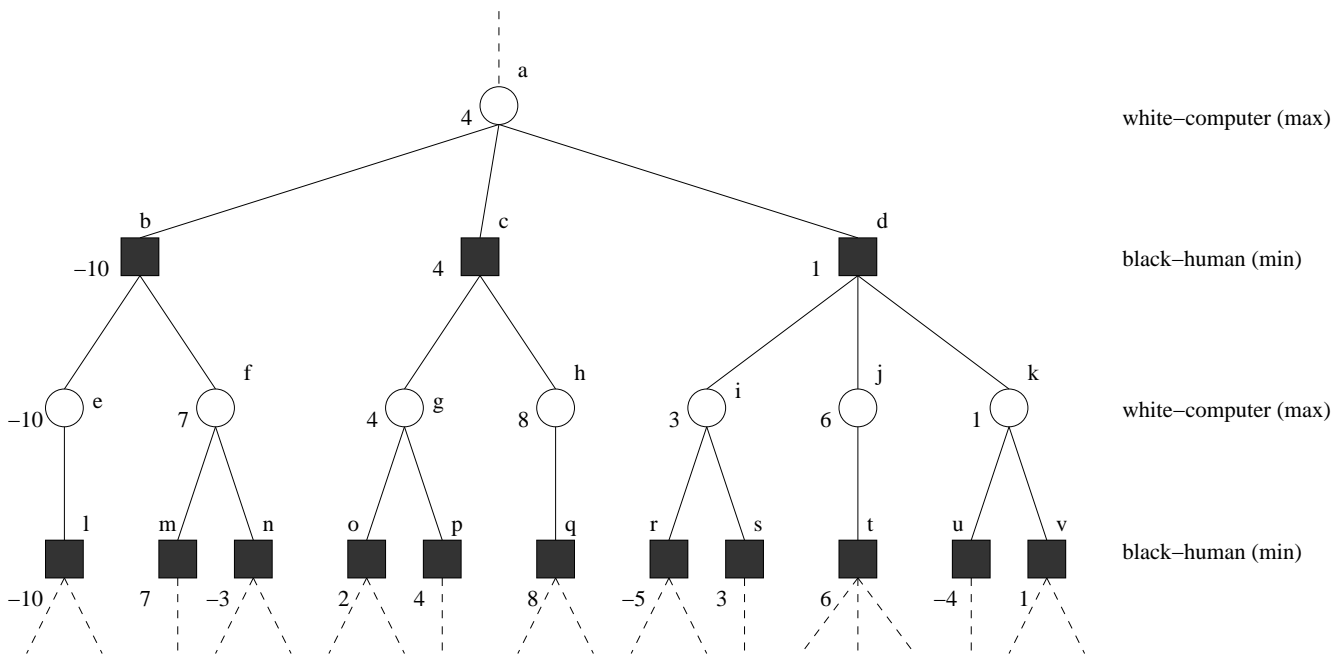 a
4
white−computer (max)
b
c
d
−10
4
1
black−human (min)
e
f
g
h
i
j
k
−10
7
4
8
3
6
1
white−computer (max)
l
m
n
o
p
q
r
s
t
u
v
black−human (min)
−10
7
−3
2
4
8
−5
3
6
−4
1